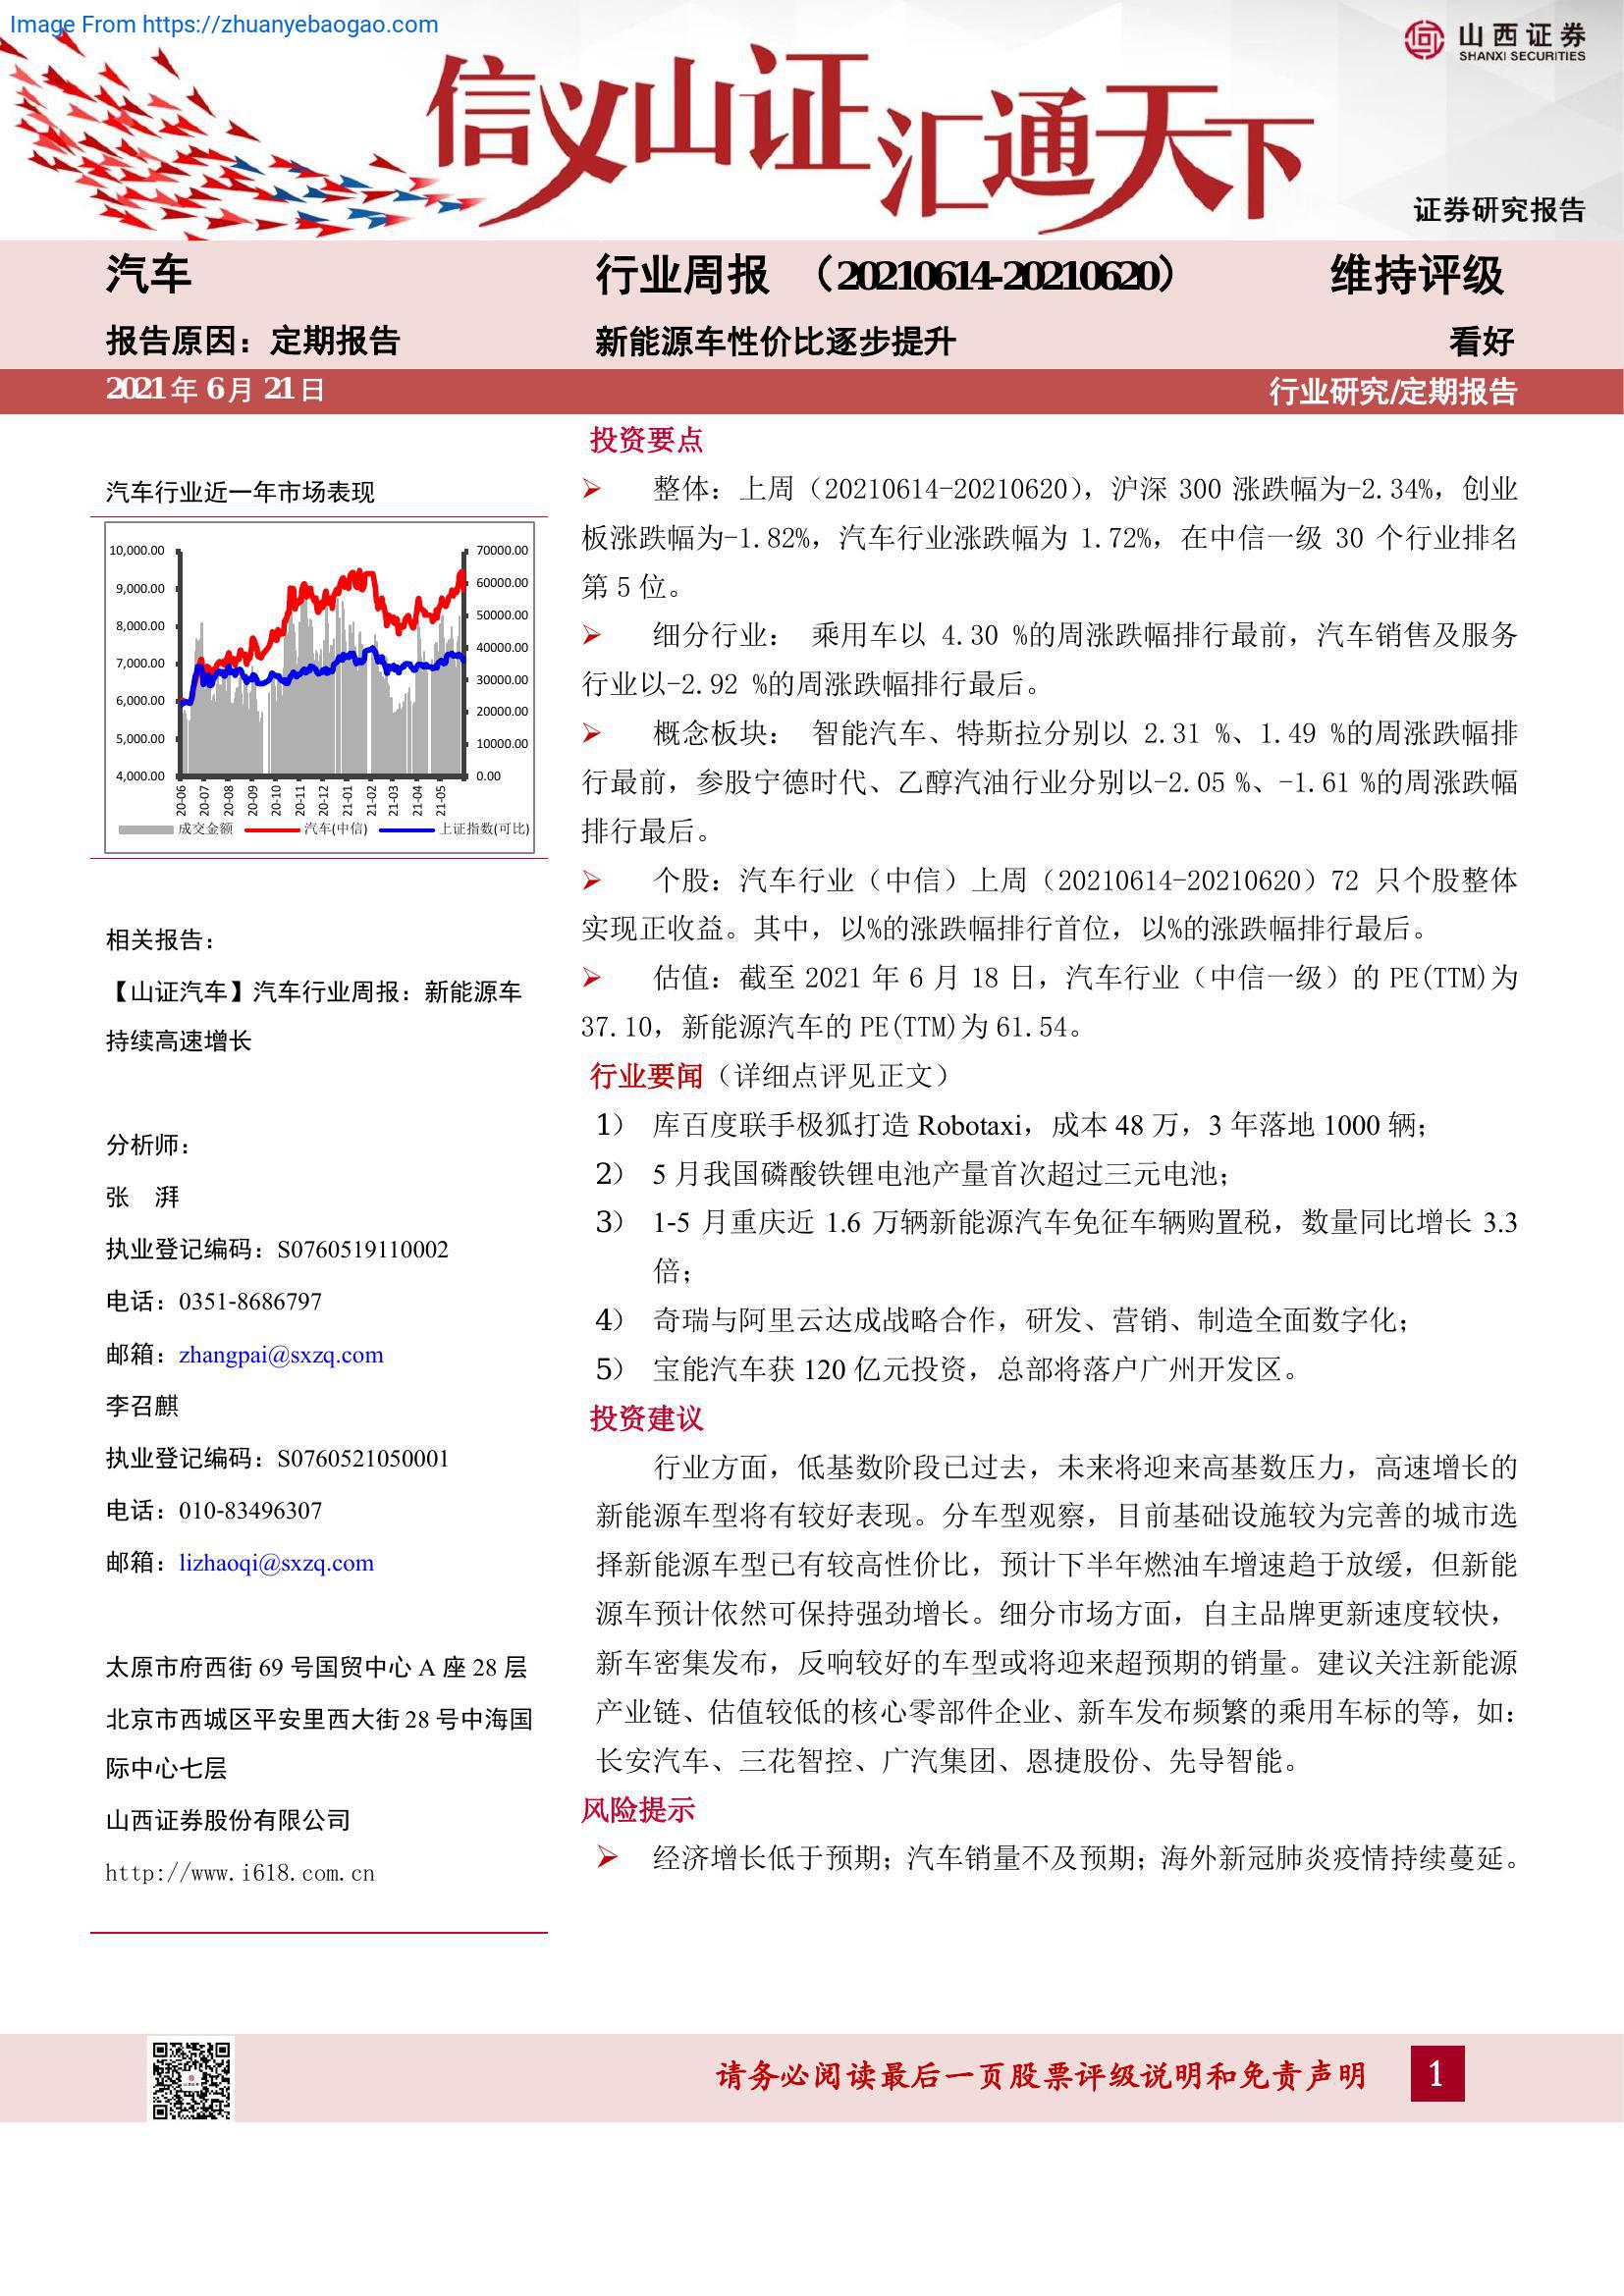 Image From https://zhuanyebaogao.com
山西证券
SHANXI SECURITIES
信义山证汇通天下
证券研究报告
汽车
行业周报 （20210614-20210620）
维持评级
报告原因：定期报告
新能源车性价比逐步提升
看好
2021年6月21日
行业研究/定期报告
汽车行业近一年市场表现
10,000.00
9,000.00
8,000.00
7,000.00
6,000.00
5,000.00
4,000.00
70000.00
60000.00
50000.00
40000.00
30000.00
20000.00
10000.00
0.00
20-06
20-07
20-08
20-09
20-10
20-11
20-12
21-01
21-02
21-03
21-04
21-05
成交金额 汽车(中信) 上证指数(可比)
相关报告：
【山证汽车】汽车行业周报：新能源车
持续高速增长
分析师：
张 湃
执业登记编码：S0760519110002
电话：0351-8686797
邮箱：zhangpai@sxzq.com
李召麒
执业登记编码：S0760521050001
电话：010-83496307
邮箱：lizhaoqi@sxzq.com
太原市府西街 69 号国贸中心 A 座 28 层
北京市西城区平安里西大街 28 号中海国
际中心七层
山西证券股份有限公司
http://www.i618.com.cn
投资要点
整体：上周（20210614-20210620），沪深 300 涨跌幅为-2.34%，创业
板涨跌幅为-1.82%，汽车行业涨跌幅为 1.72%，在中信一级 30 个行业排名
第 5 位。
细分行业： 乘用车以 4.30 %的周涨跌幅排行最前，汽车销售及服务
行业以-2.92 %的周涨跌幅排行最后。
概念板块： 智能汽车、特斯拉分别以 2.31 %、1.49 %的周涨跌幅排
行最前，参股宁德时代、乙醇汽油行业分别以-2.05 %、-1.61 %的周涨跌幅
排行最后。
个股：汽车行业（中信）上周（20210614-20210620）72 只个股整体
实现正收益。其中，以%的涨跌幅排行首位，以%的涨跌幅排行最后。
估值：截至 2021 年 6 月 18 日，汽车行业（中信一级）的 PE(TTM)为
37.10，新能源汽车的 PE(TTM)为 61.54。
行业要闻（详细点评见正文）
1） 库百度联手极狐打造 Robotaxi，成本 48 万，3 年落地 1000 辆；
2） 5 月我国磷酸铁锂电池产量首次超过三元电池；
3） 1-5 月重庆近 1.6 万辆新能源汽车免征车辆购置税，数量同比增长 3.3
倍；
4） 奇瑞与阿里云达成战略合作，研发、营销、制造全面数字化；
5） 宝能汽车获 120 亿元投资，总部将落户广州开发区。
投资建议
行业方面，低基数阶段已过去，未来将迎来高基数压力，高速增长的
新能源车型将有较好表现。分车型观察，目前基础设施较为完善的城市选
择新能源车型已有较高性价比，预计下半年燃油车增速趋于放缓，但新能
源车预计依然可保持强劲增长。细分市场方面，自主品牌更新速度较快，
新车密集发布，反响较好的车型或将迎来超预期的销量。建议关注新能源
产业链、估值较低的核心零部件企业、新车发布频繁的乘用车标的等，如：
长安汽车、三花智控、广汽集团、恩捷股份、先导智能。
风险提示
经济增长低于预期；汽车销量不及预期；海外新冠肺炎疫情持续蔓延。
请务必阅读最后一页股票评级说明和免责声明
1